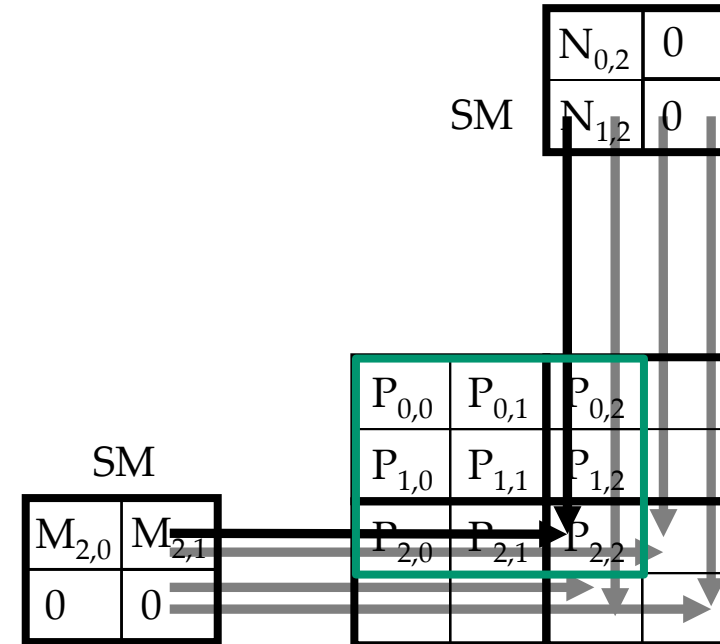 N0,2 0
SM
N1,2 0
P0,0 P0,1 P0,2
P1,0 P1,1 P1,2
SM
M2,0 M2,1
P2,0 P2,1 P2,2
0 0